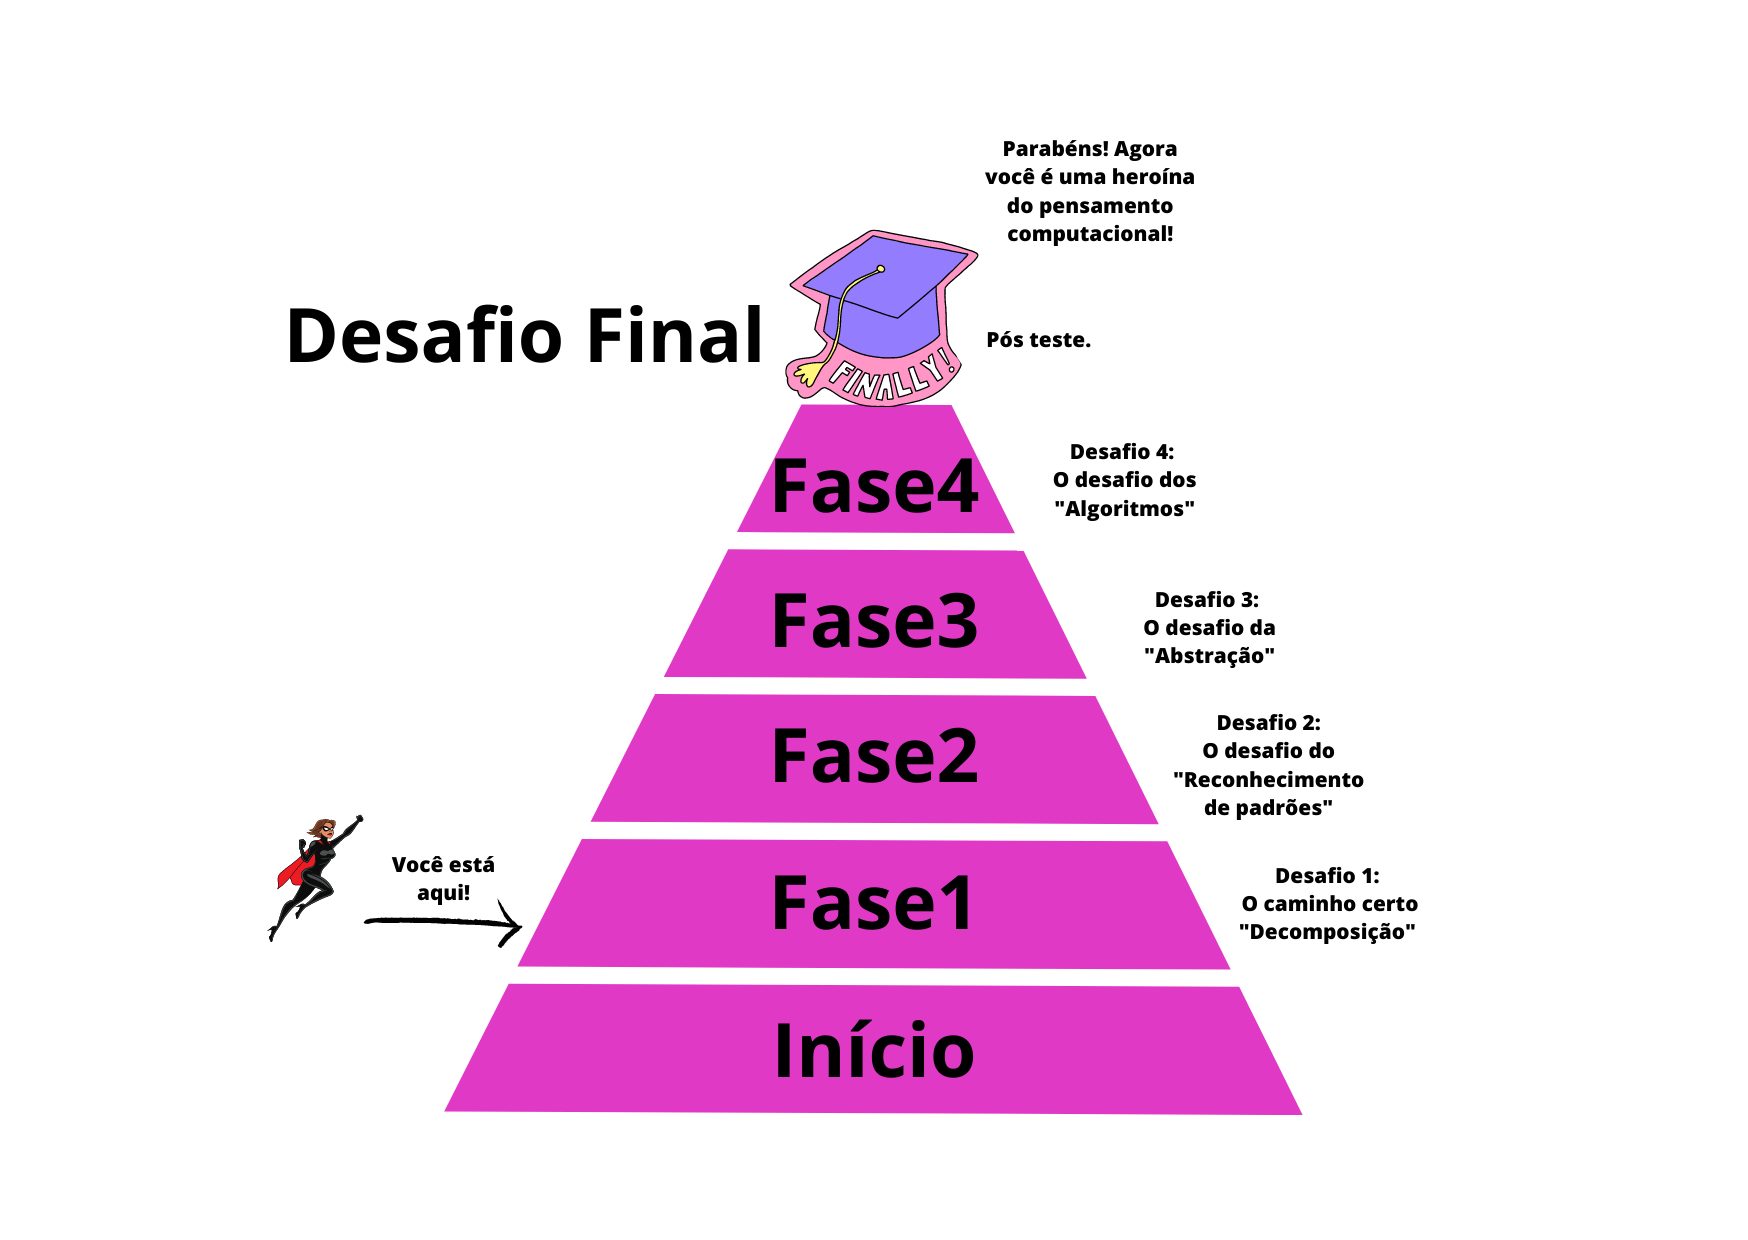 Parabéns! Agora
você é uma heroína
do pensamento
computacional!
Desafio Final
FINALLY!
Pós teste.
Fase4
Desafio 4:
O desafio dos
"Algoritmos"
Fase3
Desafio 3:
O desafio da
"Abstração"
Fase2
Desafio 2:
O desafio do
"Reconhecimento
de padrões"
Você está
aqui!
Fase1
Desafio 1:
O caminho certo
"Decomposição"
Início